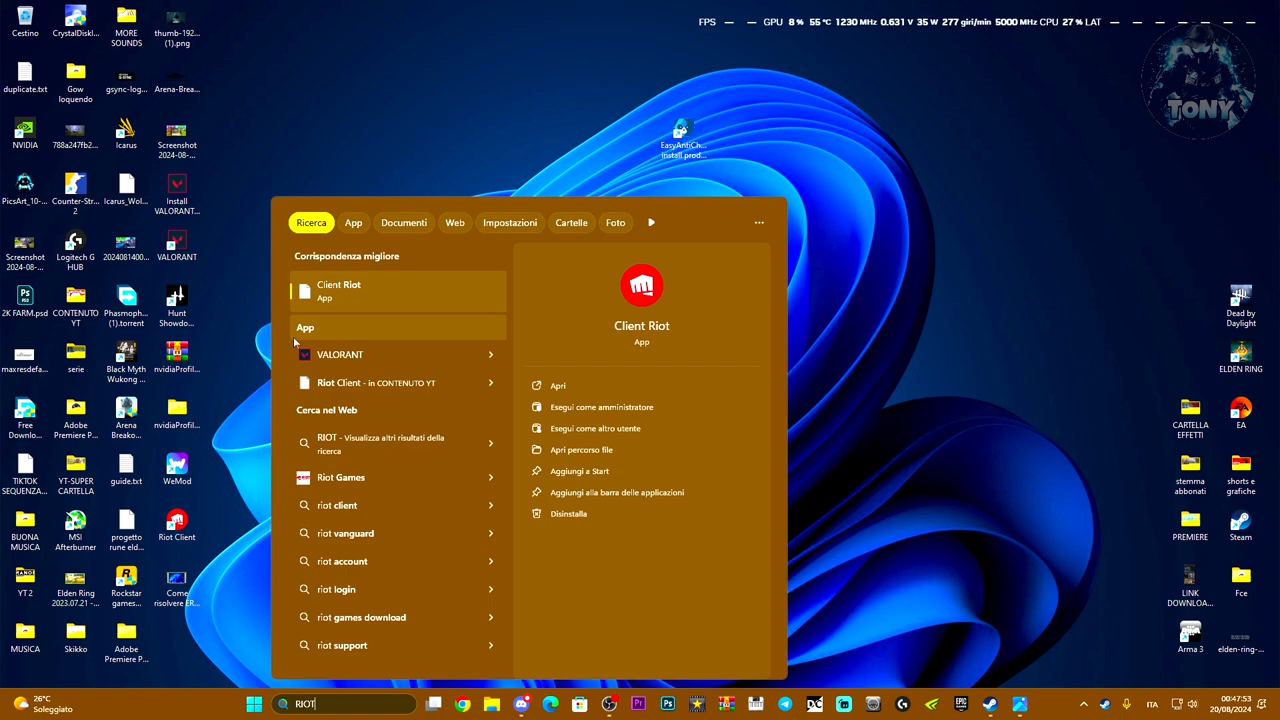 FPS — — GPU 8 % 55 °C 1230 MHz 0.631 V 35 W 277 giri/min 5000 MHz CPU 27 % LAT — — — — — —
TONY
Cestino
CrystalDiskI...
MORE SOUNDS
thumb-192...
(1).png
duplicate.txt
Gow loquendo
gsync-log...
Arena-Brea...
NVIDIA
788a247fb2...
Icarus
Screenshot
2024-08-...
PicsArt_10-...
Counter-Str...
2
Icarus_Wol...
Install
VALORANT...
Screenshot
2024-08-...
Logitech G
HUB
2024081400...
VALORANT
2K FARM.psd
CONTENUTO
YT
Phasmoph...
(1).torrent
Hunt
Showdo...
maxresdefa...
serie
Black Myth
Wukong ...
nvidiaProfil...
Free
Downlo...
Adobe
Premiere P...
Arena
Breako...
nvidiaProfil...
TIKTOK
SEQUENZA...
YT-SUPER
CARTELLA
guide.txt
WeMod
BUONA
MUSICA
MSI
Afterburner
progetto
rune eld...
Riot Client
YT 2
Elden Ring
2023.07.21 -...
Rockstar
games...
Come
risolvere ER...
MUSICA
Skikko
Adobe
Premiere P...
EasyAntiCh...
install.prod...
Dead by
Daylight
ELDEN RING
CARTELLA
EFFETTI
EA
stemma
abbonati
shorts e
grafiche
PREMIERE
Steam
LINK
DOWNLOA...
Fce
Arma 3
elden-ring-...
Ricerca App Documenti Web Impostazioni Cartelle Foto
Corrispondenza migliore
Client Riot
App
App
VALORANT
Riot Client - in CONTENUTO YT
Cerca nel Web
RIOT - Visualizza altri risultati della
ricerca
Riot Games
riot client
riot vanguard
riot account
riot login
riot games download
riot support
Client Riot
App
Apri
Esegui come amministratore
Esegui come altro utente
Apri percorso file
Aggiungi a Start
Aggiungi alla barra delle applicazioni
Disinstalla
26°C
Soleggiato
RIOT
ITA
00:47:53
20/08/2024